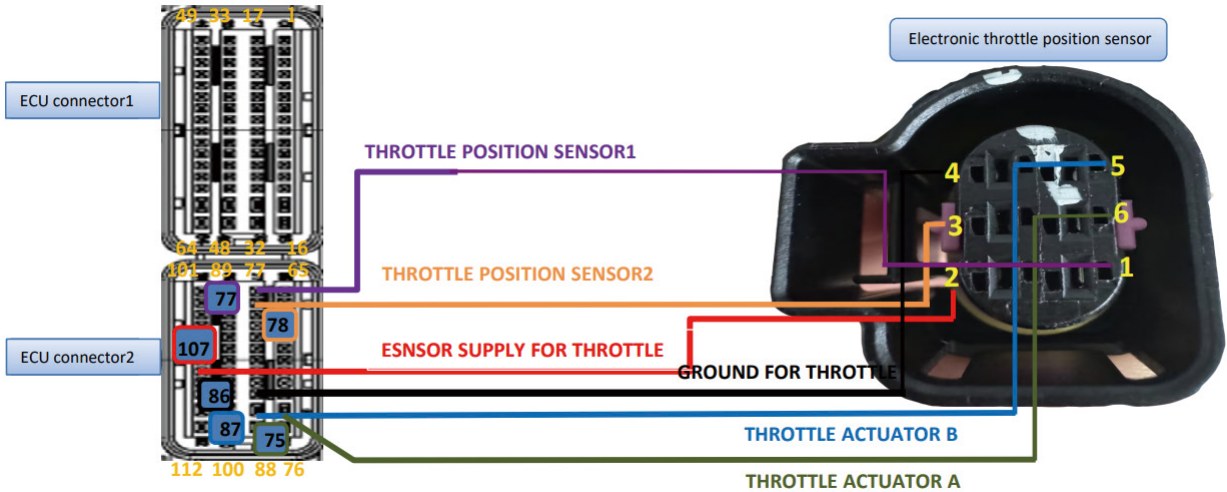 49 33 17 1
Electronic throttle position sensor
ECU connector1
THROTTLE POSITION SENSOR1
4
5
3
6
2
1
64 48 32 16
101 89 77 65
THROTTLE POSITION SENSOR2
77
78
107
ECU connector2
ESNSOR SUPPLY FOR THROTTLE
GROUND FOR THROTTLE
86
87
75
THROTTLE ACTUATOR B
112 100 88 76
THROTTLE ACTUATOR A